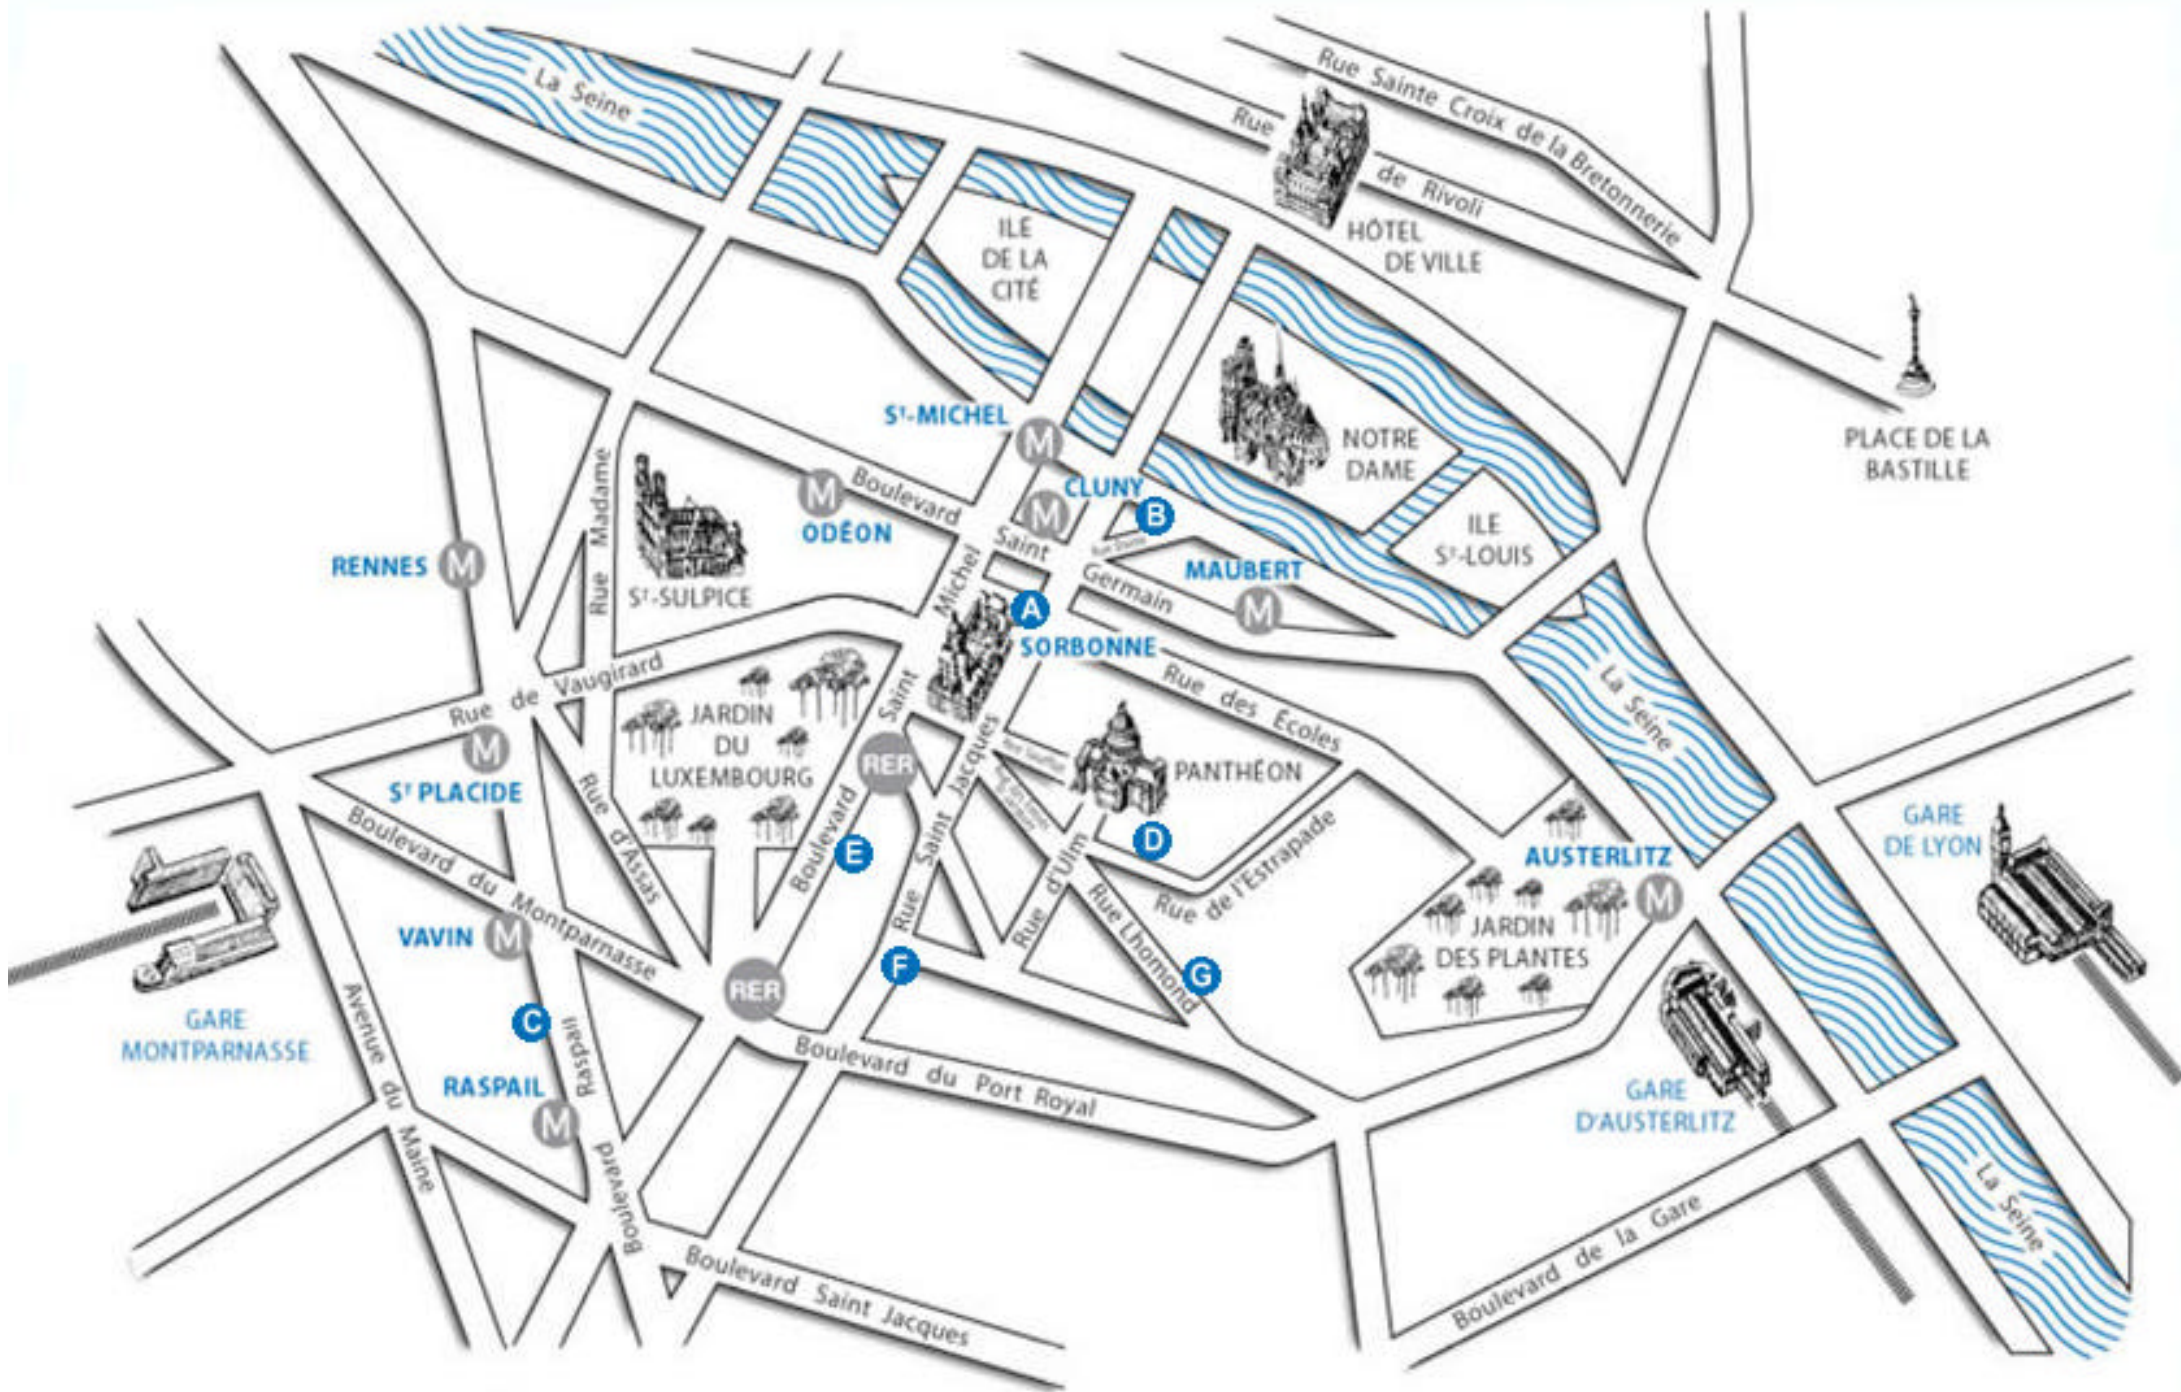 La Seine
Rue Sainte Croix de la Bretonnerie
Rue
de Rivoli
HÔTEL
DE VILLE
ILE
DE LA
CITÉ
PLACE DE LA
BASTILLE
NOTRE
DAME
ILE
ST-LOUIS
ST-MICHEL
M
CLUNY
M
B
M
ODÉON
Boulevard
Saint
Germain
MAUBERT
M
Rue Madame
ST-SULPICE
RENNES
M
A
SORBONNE
Michel
Saint
Boulevard
Rue de Vaugirard
M
ST PLACIDE
JARDIN
DU
LUXEMBOURG
RER
Rue des Ecoles
PANTHÉON
D
Rue de l'Estrapade
Rue Saint Jacques
Rue d'Ulm
Rue Lhomond
G
E
F
RER
Rue d'Assas
Boulevard du Montparnasse
VAVIN
M
C
RASPAIL
M
Raspail
Boulevard
GARE
MONTPARNASSE
Avenue du Maine
Boulevard du Port Royal
Boulevard Saint Jacques
La Seine
GARE
DE LYON
AUSTERLITZ
M
JARDIN
DES PLANTES
GARE
D'AUSTERLITZ
Boulevard de la Gare
La Seine